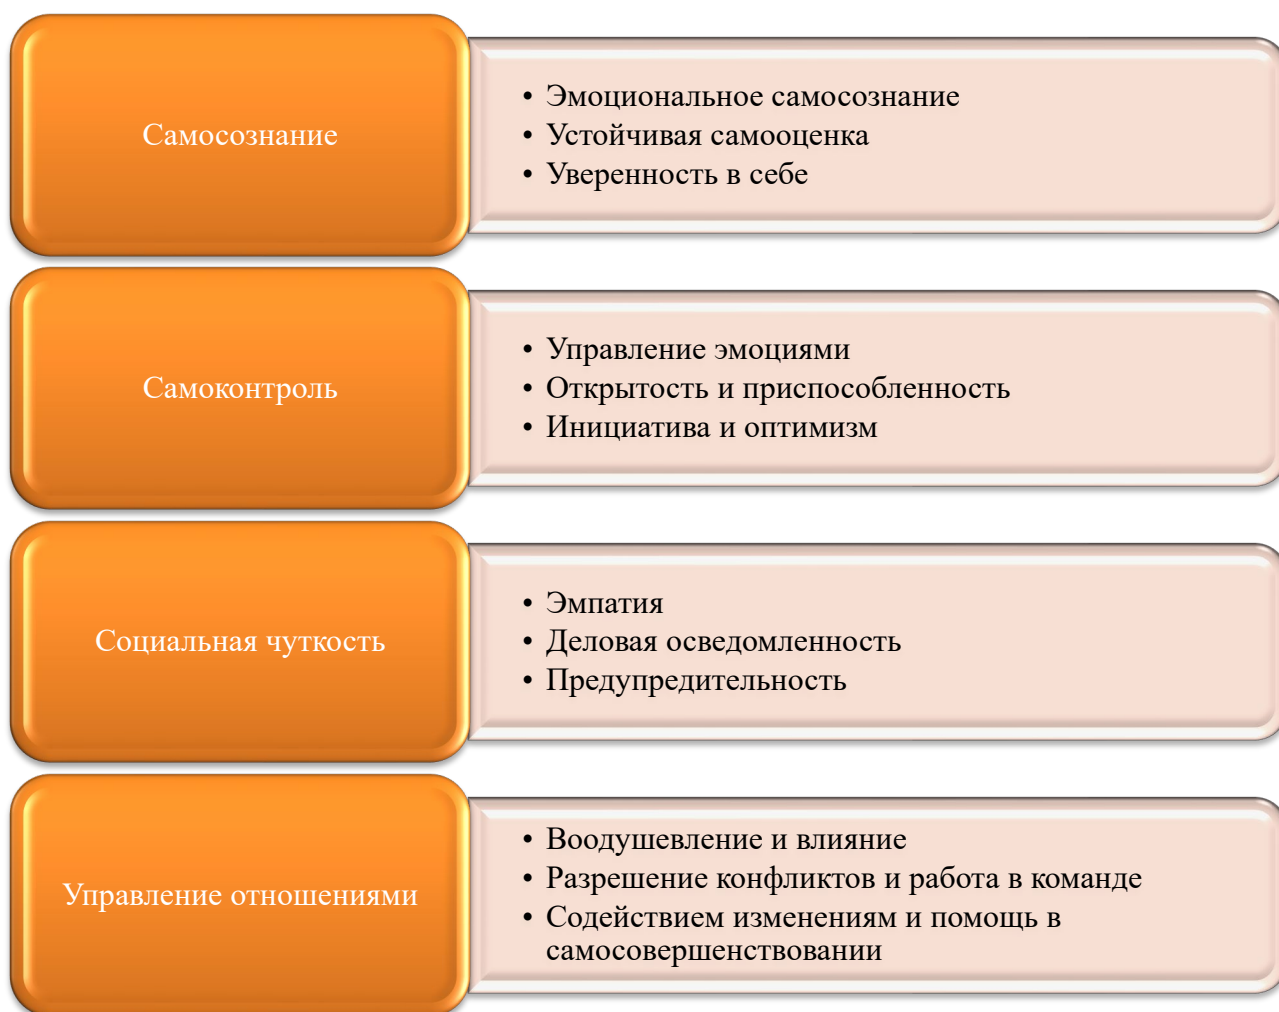 Самосознание
• Эмоциональное самосознание
• Устойчивая самооценка
• Уверенность в себе
Самоконтроль
• Управление эмоциями
• Открытость и приспособленность
• Инициатива и оптимизм
Социальная чуткость
• Эмпатия
• Деловая осведомленность
• Предупредительность
Управление отношениями
• Воодушевление и влияние
• Разрешение конфликтов и работа в команде
• Содействием изменениям и помощь в
самосовершенствовании